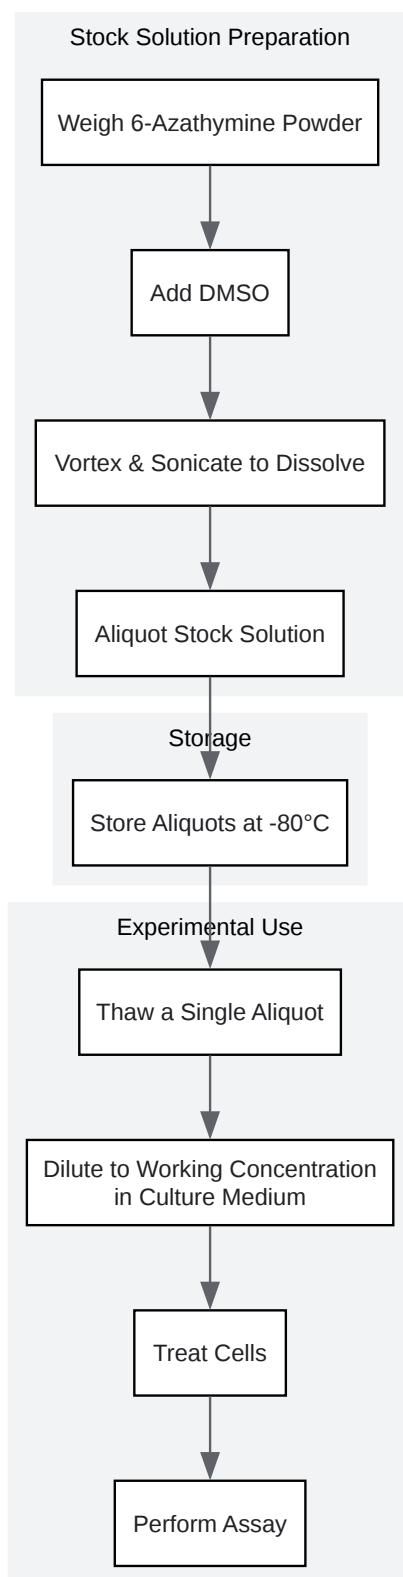 Stock Solution Preparation
Weigh 6-Azathymine Powder
Add DMSO
Vortex & Sonicate to Dissolve
Aliquot Stock Solution
Storage
Store Aliquots at -80°C
Experimental Use
Thaw a Single Aliquot
Dilute to Working Concentration
in Culture Medium
Treat Cells
Perform Assay